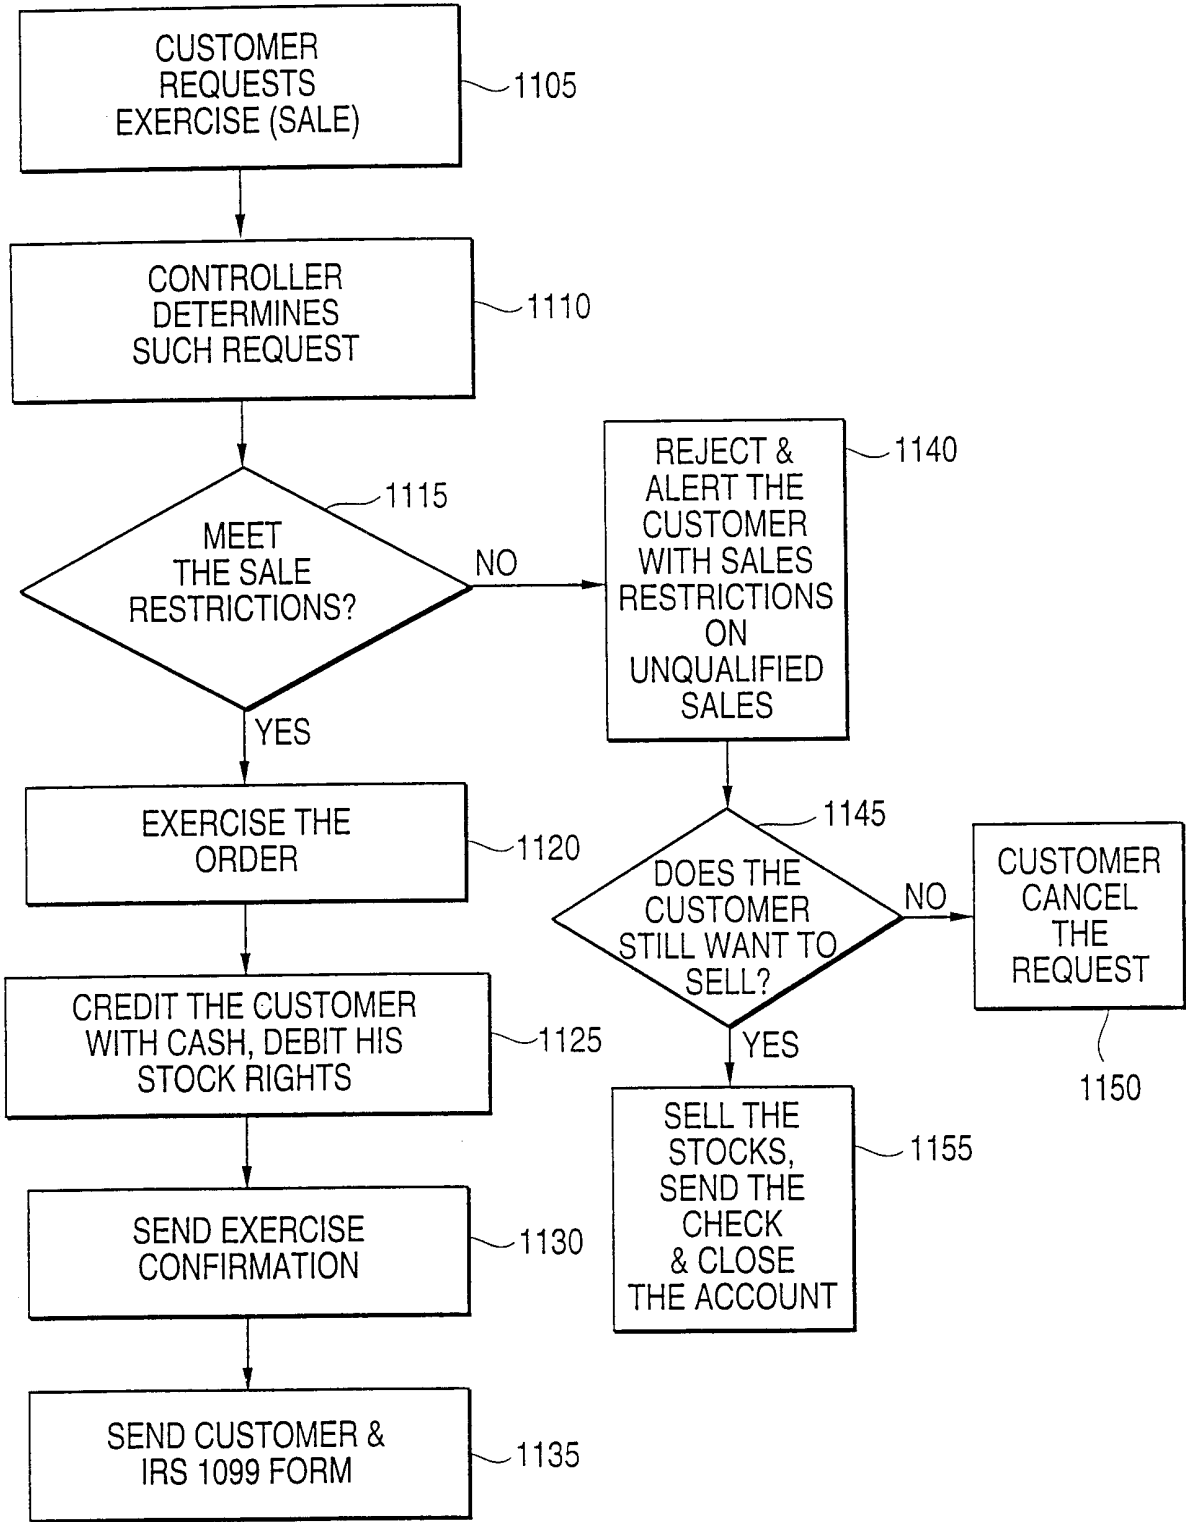 CUSTOMER
REQUESTS
EXERCISE (SALE)
1105
CONTROLLER
DETERMINES
SUCH REQUEST
1110
MEET
THE SALE
RESTRICTIONS?
1115
NO
YES
REJECT &
ALERT THE
CUSTOMER
WITH SALES
RESTRICTIONS
ON
UNQUALIFIED
SALES
1140
EXERCISE THE
ORDER
1120
DOES THE
CUSTOMER
STILL WANT TO
SELL?
1145
NO
YES
CUSTOMER
CANCEL
THE
REQUEST
1150
CREDIT THE CUSTOMER
WITH CASH, DEBIT HIS
STOCK RIGHTS
1125
SELL THE
STOCKS,
SEND THE
CHECK
& CLOSE
THE ACCOUNT
1155
SEND EXERCISE
CONFIRMATION
1130
SEND CUSTOMER &
IRS 1099 FORM
1135